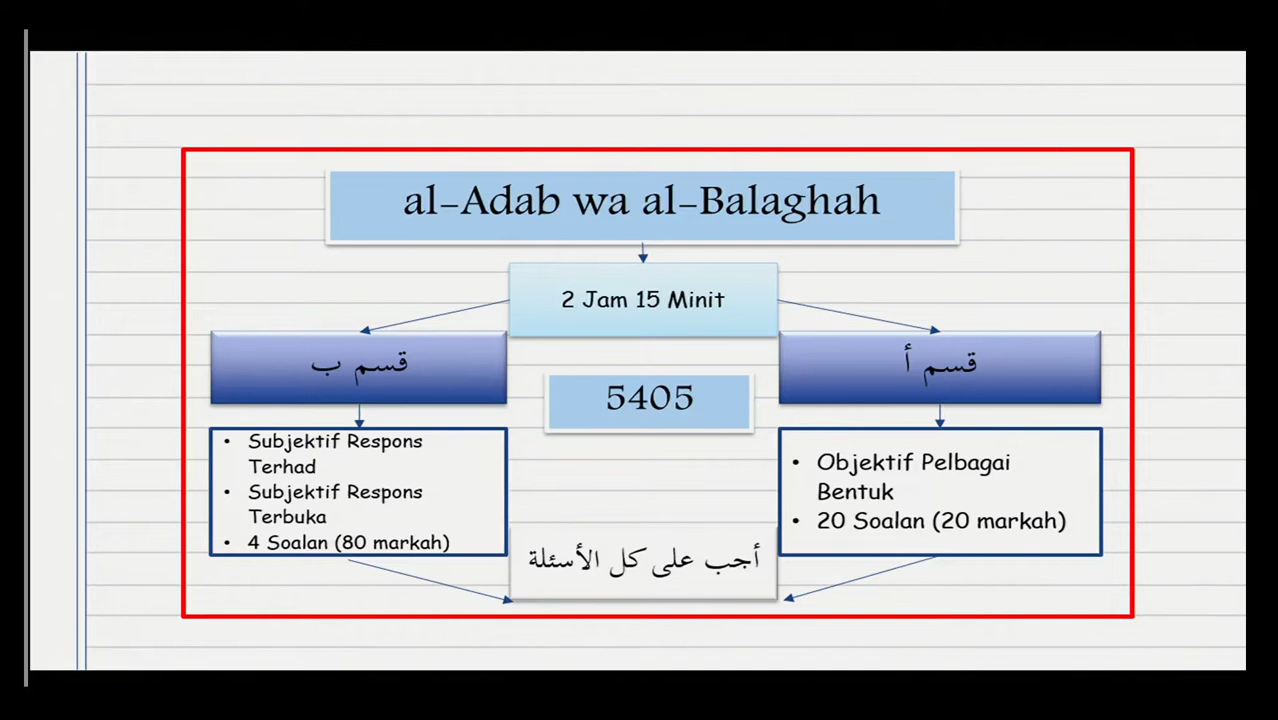 al-Adab wa al-Balaghah
2 Jam 15 Minit
قسم أ
قسم ب
5405
• Objektif Pelbagai
Bentuk
• 20 Soalan (20 markah)
• Subjektif Respons
Terhad
• Subjektif Respons
Terbuka
• 4 Soalan (80 markah)
أجب على كل الأسئلة